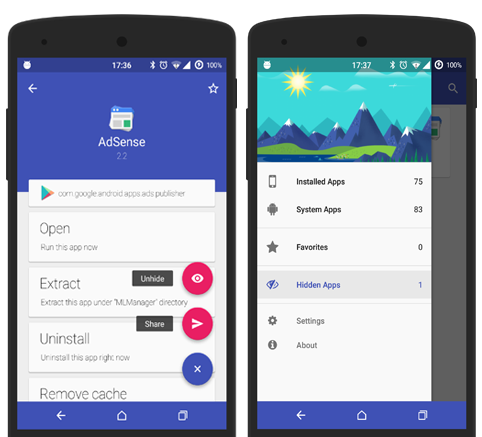 17:36
100%
AdSense
2.2
com google android apps ads publisher
Open
Run this app now
Unhide
Extract
Extract this app under "MLManager" directory
Share
Uninstall
Uninstall this app right now
Remove cache
17:37
100%
Installed Apps 75
System Apps 83
Favorites 0
Hidden Apps 1
Settings
About